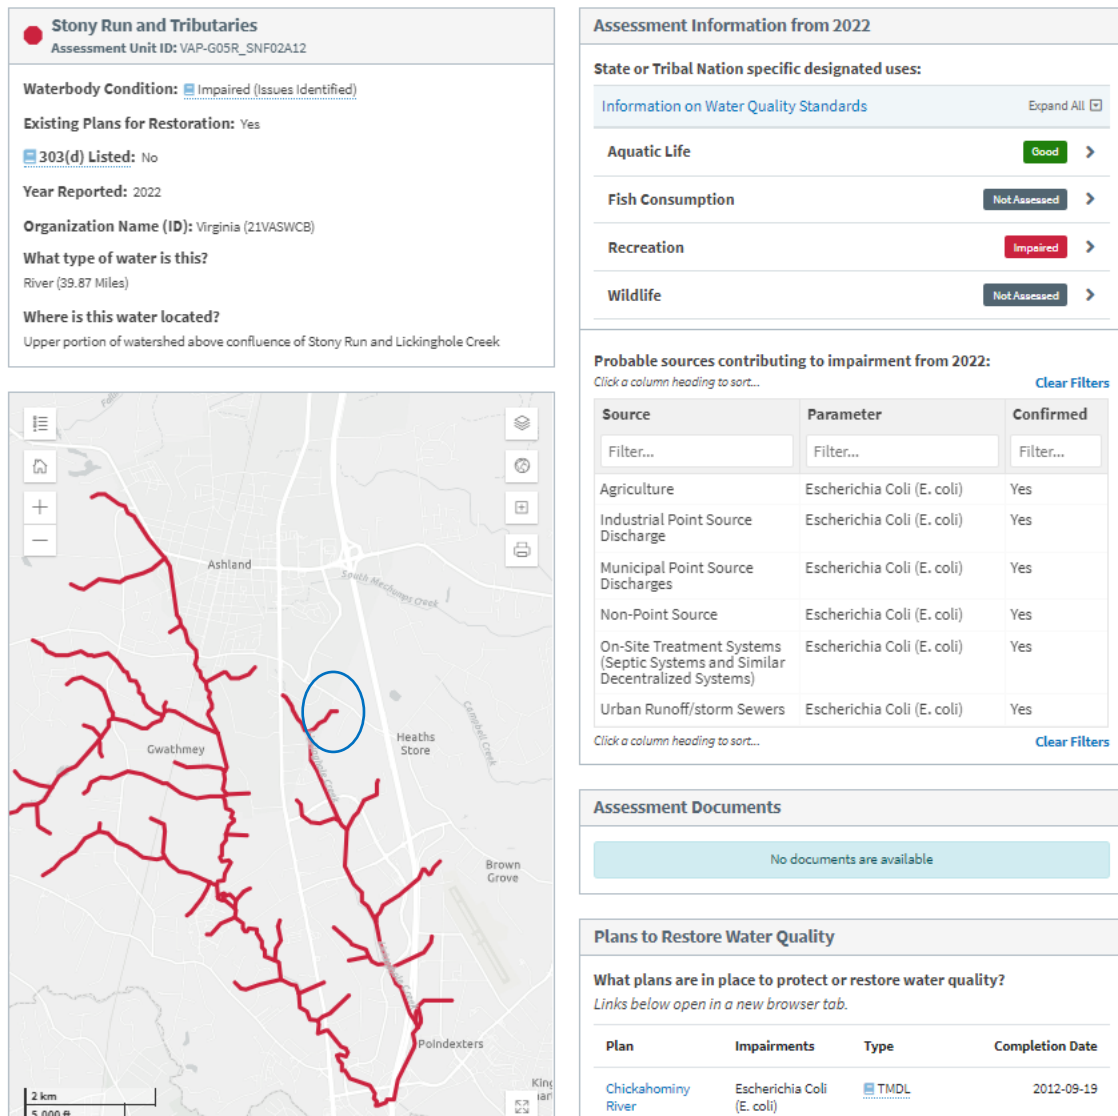 Stony Run and Tributaries
Assessment Unit ID: VAP-G05R_SNF02A12
Waterbody Condition: Impaired (Issues Identified)
Existing Plans for Restoration: Yes
303(d) Listed: No
Year Reported: 2022
Organization Name (ID): Virginia (21VASWCB)
What type of water is this?
River (39.87 Miles)
Where is this water located?
Upper portion of watershed above confluence of Stony Run and Lickinghole Creek
Ashland
South Mechumps Creek
Campbell Creek
Heaths
Store
Gwathmey
Creek
Brown
Grove
Creek
Poindexters
King
2 km
5,000 ft
Assessment Information from 2022
State or Tribal Nation specific designated uses:
Information on Water Quality Standards
Expand All
Aquatic Life
Good
Fish Consumption
Not Assessed
Recreation
Impaired
Wildlife
Not Assessed
Probable sources contributing to impairment from 2022:
Click a column heading to sort...
Clear Filters
Source Parameter Confirmed
Filter... Filter... Filter...
Agriculture Escherichia Coli (E. coli) Yes
Industrial Point Source Escherichia Coli (E. coli) Yes
Discharge
Municipal Point Source Escherichia Coli (E. coli) Yes
Discharges
Non-Point Source Escherichia Coli (E. coli) Yes
On-Site Treatment Systems Escherichia Coli (E. coli) Yes
(Septic Systems and Similar
Decentralized Systems)
Urban Runoff/storm Sewers Escherichia Coli (E. coli) Yes
Click a column heading to sort...
Clear Filters
Assessment Documents
No documents are available
Plans to Restore Water Quality
What plans are in place to protect or restore water quality?
Links below open in a new browser tab.
Plan Impairments Type Completion Date
Chickahominy Escherichia Coli TMDL 2012-09-19
River (E. coli)